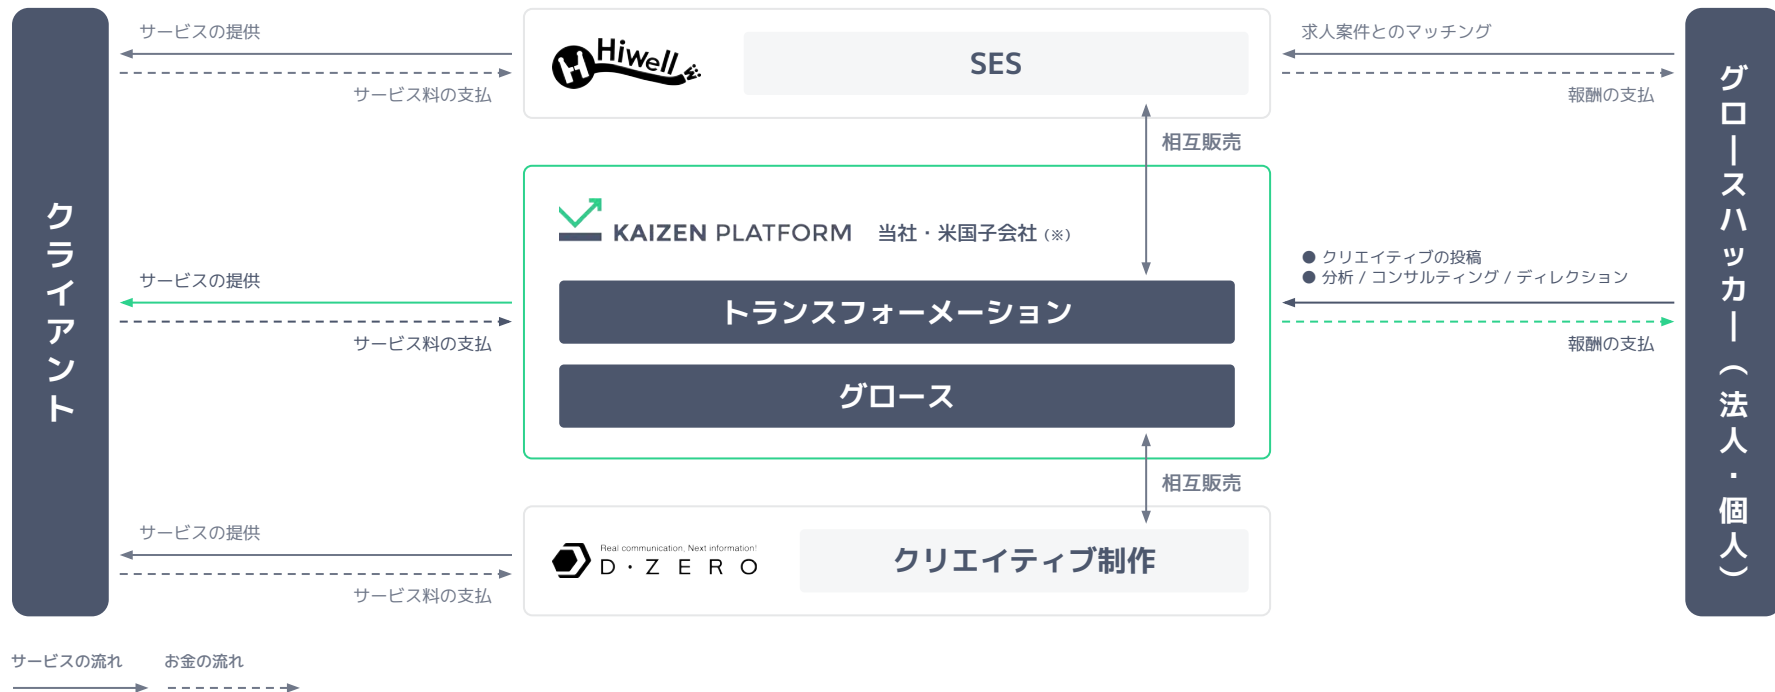 クライアント
サービスの提供
サービス料の支払
Hiwell
SES
求人案件とのマッチング
報酬の支払
相互販売
サービスの提供
サービス料の支払
KAIZEN PLATFORM 当社・米国子会社(※)
トランスフォーメーション
グロース
● クリエイティブの投稿
● 分析 / コンサルティング / ディレクション
報酬の支払
相互販売
サービスの提供
サービス料の支払
Real communication, Next information!
D・ZERO
クリエイティブ制作
グロースハッカー(法人・個人)
サービスの流れ
お金の流れ